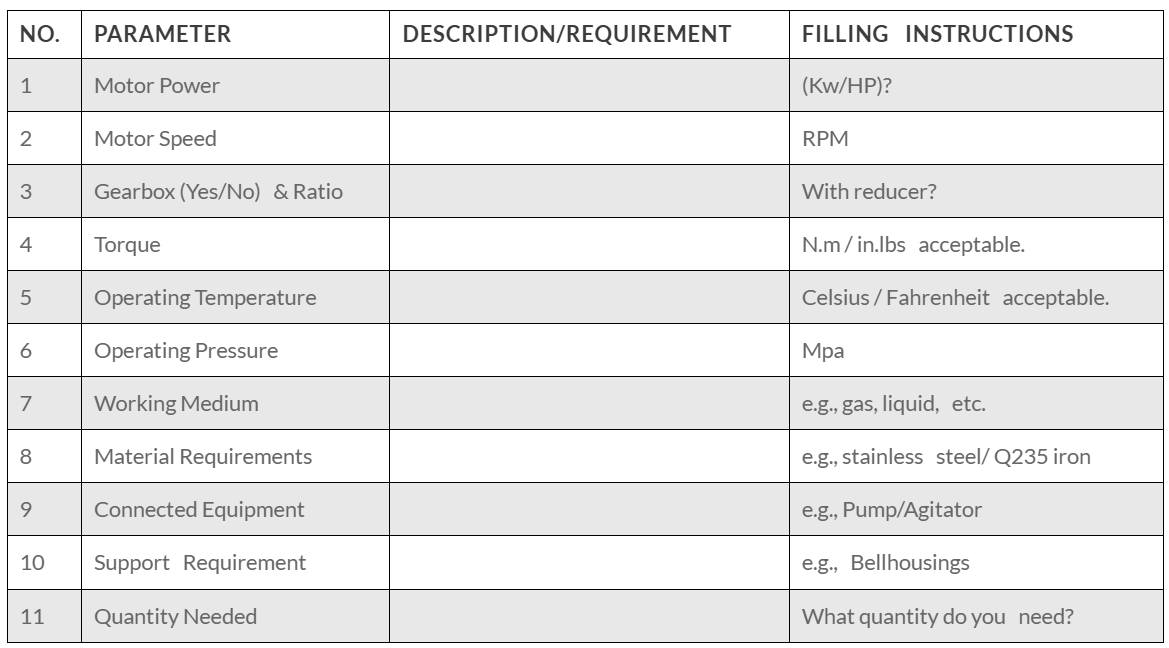 NO. PARAMETER DESCRIPTION/REQUIREMENT FILLING INSTRUCTIONS
1 Motor Power (Kw/HP)?
2 Motor Speed RPM
3 Gearbox (Yes/No) & Ratio With reducer?
4 Torque N.m / in.lbs acceptable.
5 Operating Temperature Celsius / Fahrenheit acceptable.
6 Operating Pressure Mpa
7 Working Medium e.g., gas, liquid, etc.
8 Material Requirements e.g., stainless steel/ Q235 iron
9 Connected Equipment e.g., Pump/Agitator
10 Support Requirement e.g., Bellhousings
11 Quantity Needed What quantity do you need?